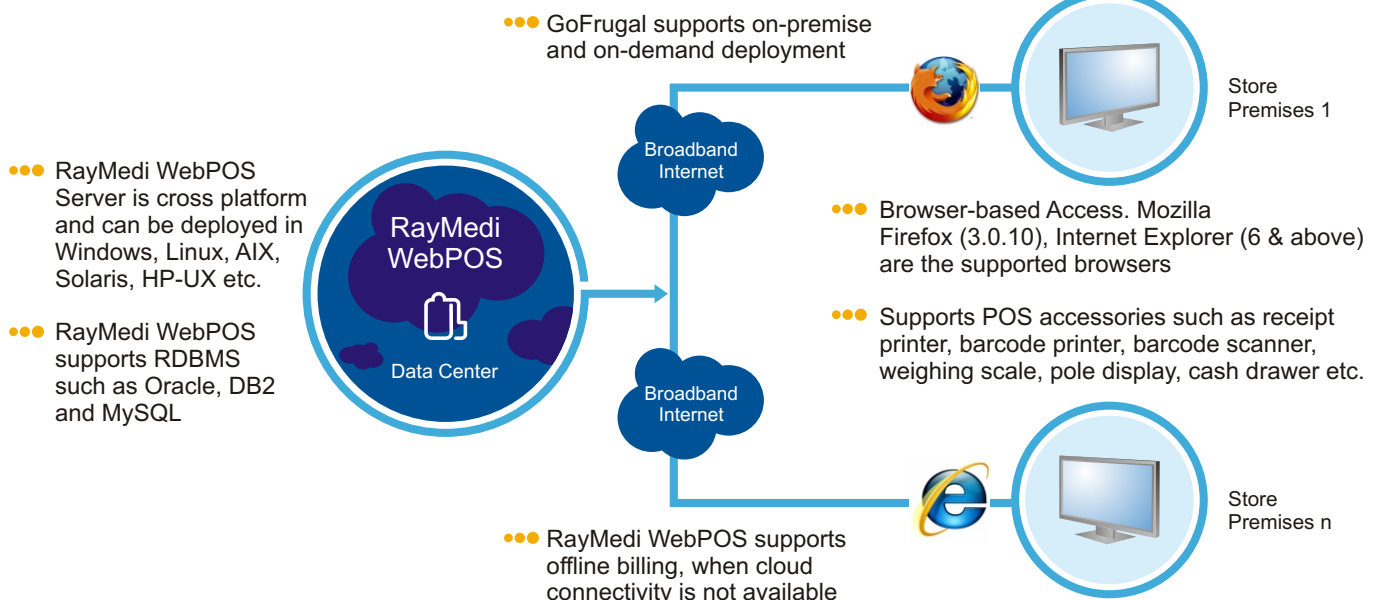 GoFrugal supports on-premise
and on-demand deployment
Store
Premises 1
Broadband
Internet
RayMedi WebPOS
Server is cross platform
and can be deployed in
Windows, Linux, AIX,
Solaris, HP-UX etc.
RayMedi WebPOS
supports RDBMS
such as Oracle, DB2
and MySQL
RayMedi
WebPOS
Data Center
Browser-based Access. Mozilla
Firefox (3.0.10), Internet Explorer (6 & above)
are the supported browsers
Supports POS accessories such as receipt
printer, barcode printer, barcode scanner,
weighing scale, pole display, cash drawer etc.
Broadband
Internet
Store
Premises n
RayMedi WebPOS supports
offline billing, when cloud
connectivity is not available